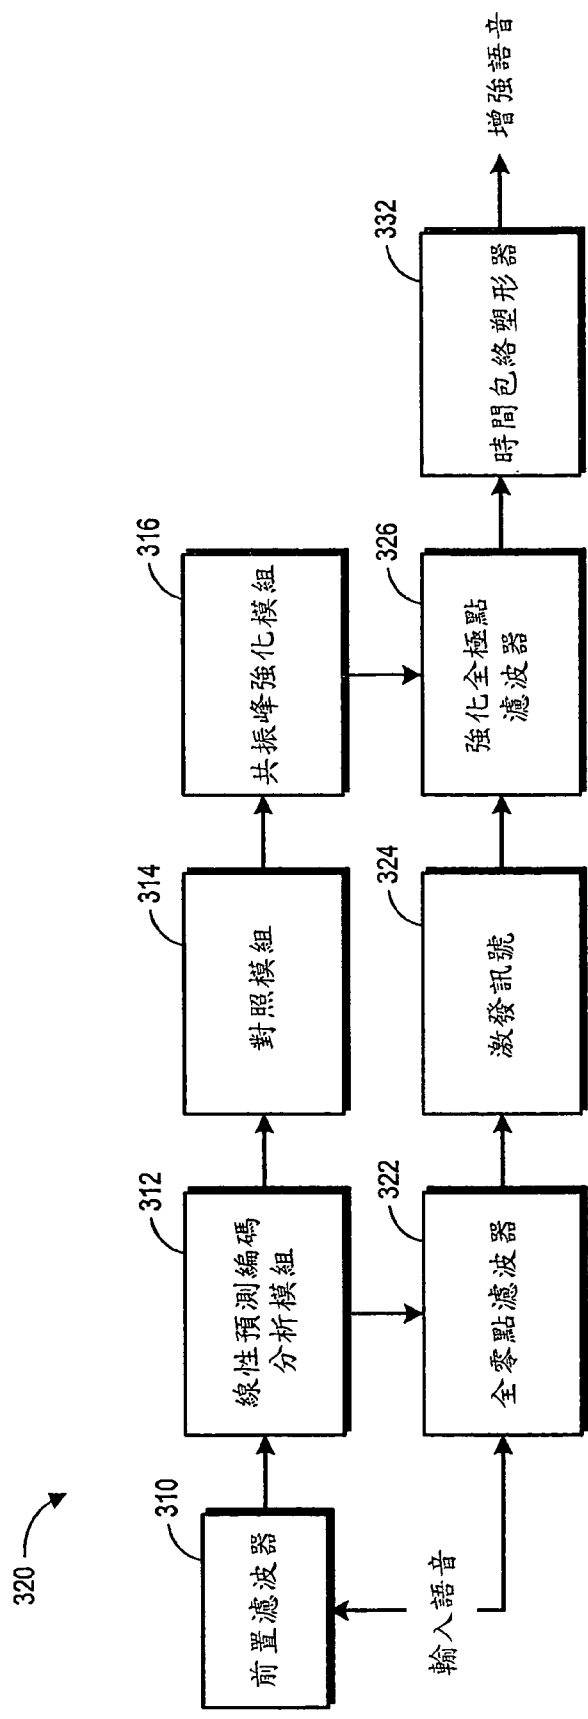 320
310
前置濾波器
312
線性預測編碼
分析模組
314
對照模組
316
共振峰強化模組
輸入語音
322
全零點濾波器
324
激發訊號
326
強化全極點
濾波器
332
時間包絡塑形器
增強語音